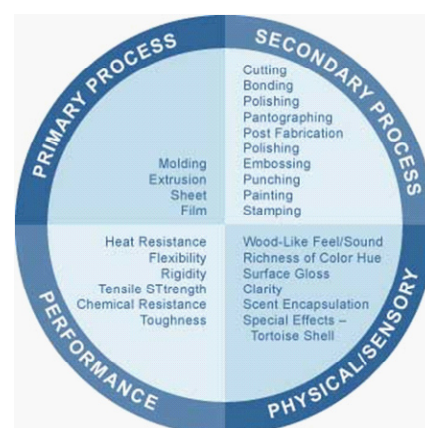 PRIMARY PROCESS
Molding
Extrusion
Sheet
Film
SECONDARY PROCESS
Cutting
Bonding
Polishing
Pantographing
Post Fabrication
Polishing
Embossing
Punching
Painting
Stamping
PERFORMANCE
Heat Resistance
Flexibility
Rigidity
Tensile STtrength
Chemical Resistance
Toughness
PHYSICAL/SENSORY
Wood-Like Feel/Sound
Richness of Color Hue
Surface Gloss
Clarity
Scent Encapsulation
Special Effects –
Tortoise Shell